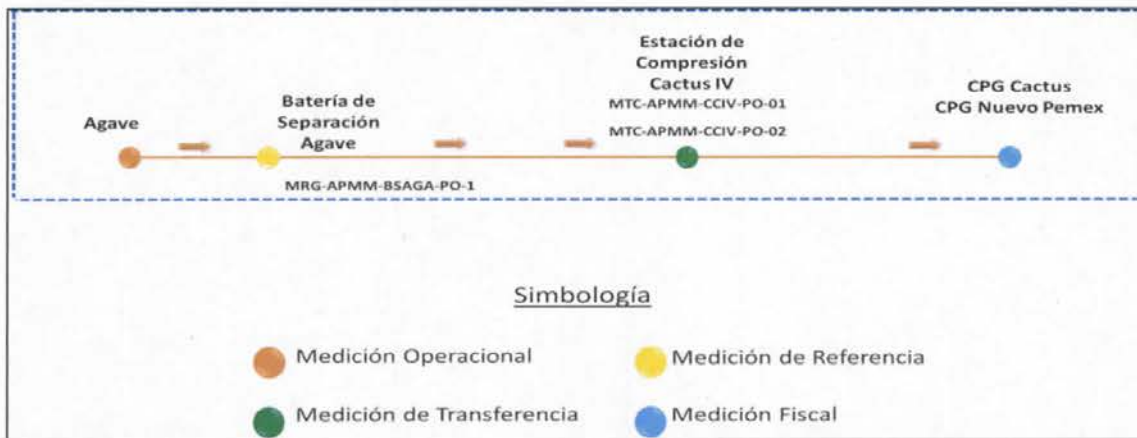 Agave
Batería de
Separación
Agave
MRG-APMM-BSAGA-PO-1
Estación de
Compresión
Cactus IV
MTC-APMM-CCIV-PO-01
MTC-APMM-CCIV-PO-02
CPG Cactus
CPG Nuevo Pemex
Simbología
Medición Operacional
Medición de Referencia
Medición de Transferencia
Medición Fiscal